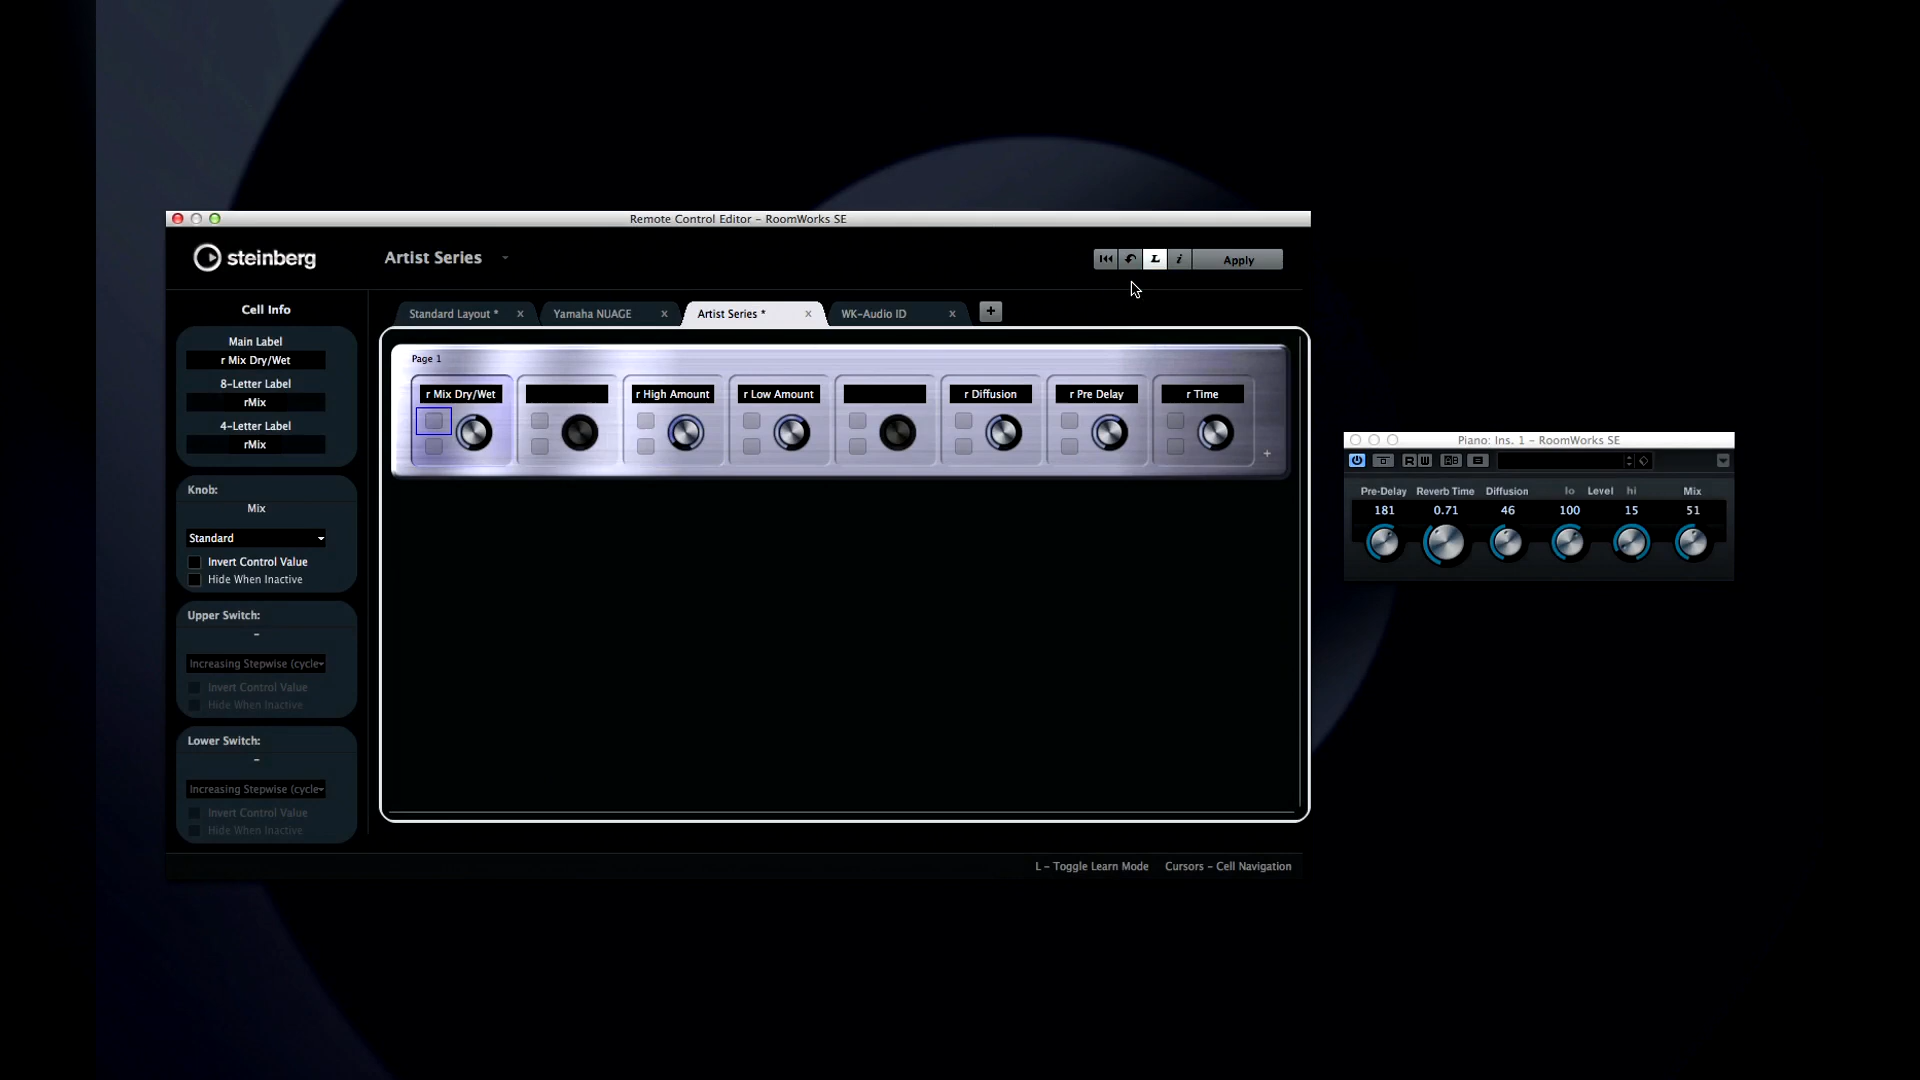 Remote Control Editor – RoomWorks SE
steinberg
Artist Series
L
i
Apply
Standard Layout * x
Yamaha NUAGE x
Artist Series * x
WK-Audio ID x
+
Cell Info
Main Label
r Mix Dry/Wet
8-Letter Label
rMix
4-Letter Label
rMix
Knob:
Mix
Standard
Invert Control Value
Hide When Inactive
Upper Switch:
–
Increasing Stepwise (cycle
Invert Control Value
Hide When Inactive
Lower Switch:
–
Increasing Stepwise (cycle
Invert Control Value
Hide When Inactive
Page 1
r Mix Dry/Wet
r High Amount
r Low Amount
r Diffusion
r Pre Delay
r Time
+
L – Toggle Learn Mode Cursors – Cell Navigation
Piano: Ins. 1 – RoomWorks SE
R W
Pre-Delay Reverb Time Diffusion lo Level hi Mix
181 0.71 46 100 15 51